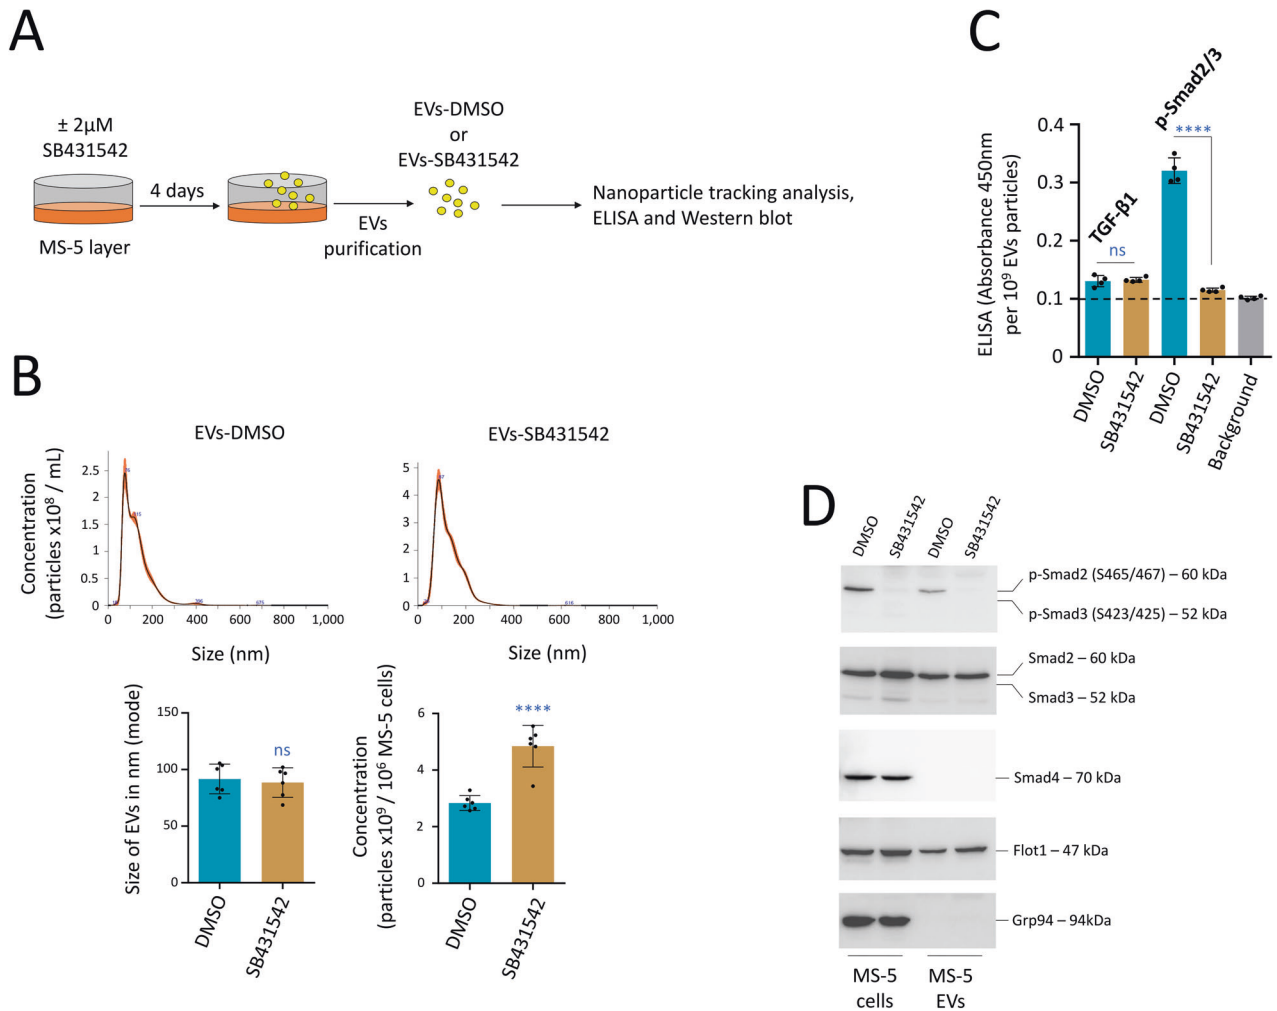 A
± 2µM
SB431542
4 days
MS-5 layer
EVs
purification
EVs-DMSO
or
EVs-SB431542
Nanoparticle tracking analysis,
ELISA and Western blot
B
EVs-DMSO
Concentration
(particles x10⁸ / mL)
2.5
2
1.5
1
0.5
0
0 200 400 600 800 1,000
Size (nm)
EVs-SB431542
5
4
3
2
1
0
616
0 200 400 600 800 1,000
Size (nm)
Size of EVs in nm (mode)
150
100
50
0
ns
DMSO
SB431542
Concentration
(particles x10⁹ / 10⁶ MS-5 cells)
6
4
2
0
****
DMSO
SB431542
C
ELISA (Absorbance 450nm
per 10⁹ EVs particles)
0.4
0.3
0.2
0.1
0
TGF-β1
ns
p-Smad2/3
****
DMSO
SB431542
DMSO
SB431542
Background
D
DMSO
SB431542
DMSO
SB431542
p-Smad2 (S465/467) – 60 kDa
p-Smad3 (S423/425) – 52 kDa
Smad2 – 60 kDa
Smad3 – 52 kDa
Smad4 – 70 kDa
Flot1 – 47 kDa
Grp94 – 94kDa
MS-5
cells
MS-5
EVs